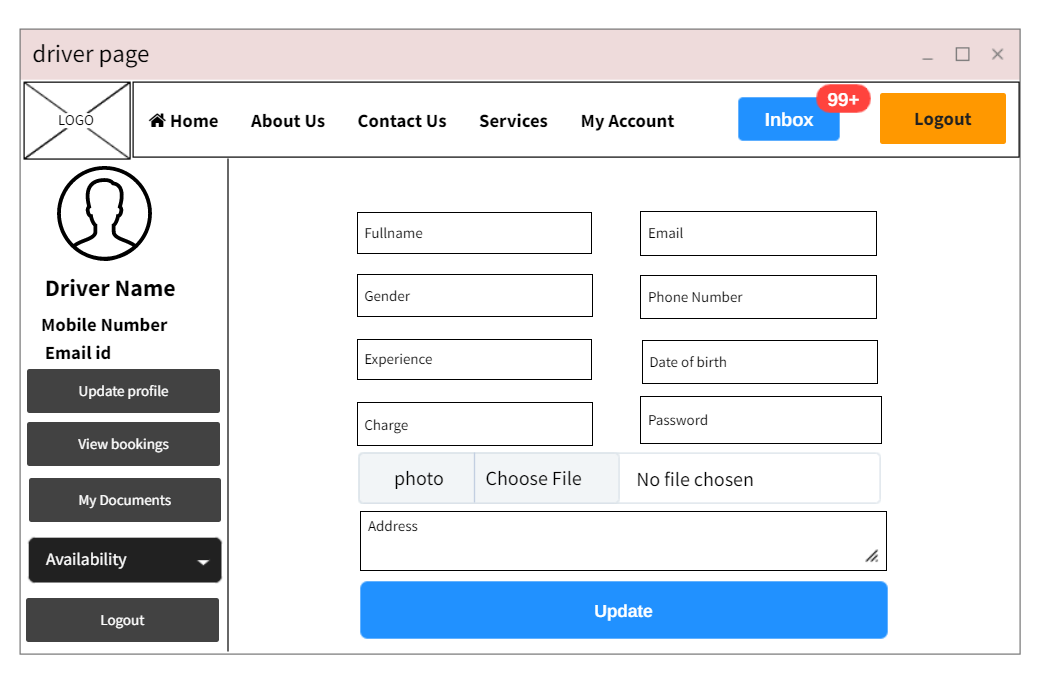 driver page
LOGO
Home About Us Contact Us Services My Account Inbox 99+ Logout
Driver Name
Mobile Number
Email id
Update profile
View bookings
My Documents
Availability
Logout
Fullname Email
Gender Phone Number
Experience Date of birth
Charge Password
photo Choose File No file chosen
Address
Update